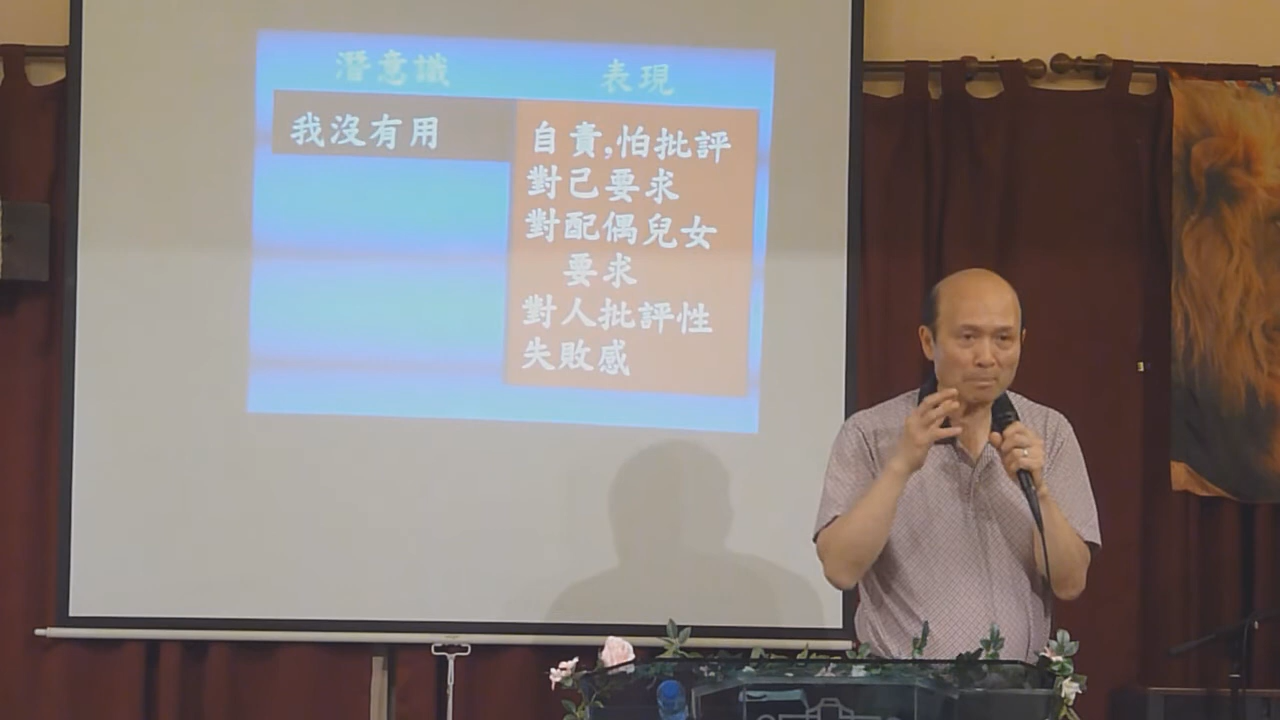 潛意識 表現
我沒有用
自責,怕批評
對己要求
對配偶兒女
要求
對人批評性
失敗感